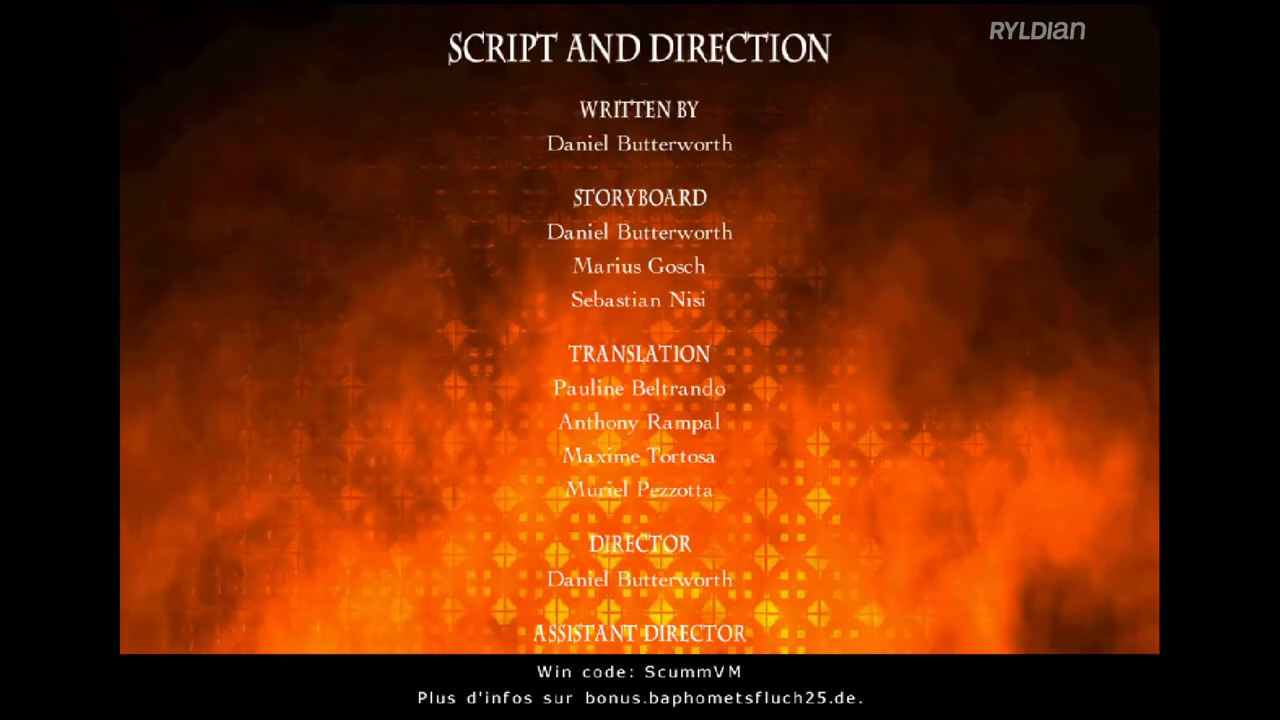 RYLDian
SCRIPT AND DIRECTION
WRITTEN BY
Daniel Butterworth
STORYBOARD
Daniel Butterworth
Marius Gosch
Sebastian Nisi
TRANSLATION
Pauline Beltrando
Anthony Rampal
Maxime Tortosa
Muriel Pezzotta
DIRECTOR
Daniel Butterworth
ASSISTANT DIRECTOR
Win code: ScummVM
Plus d'infos sur bonus.baphometsfluch25.de.